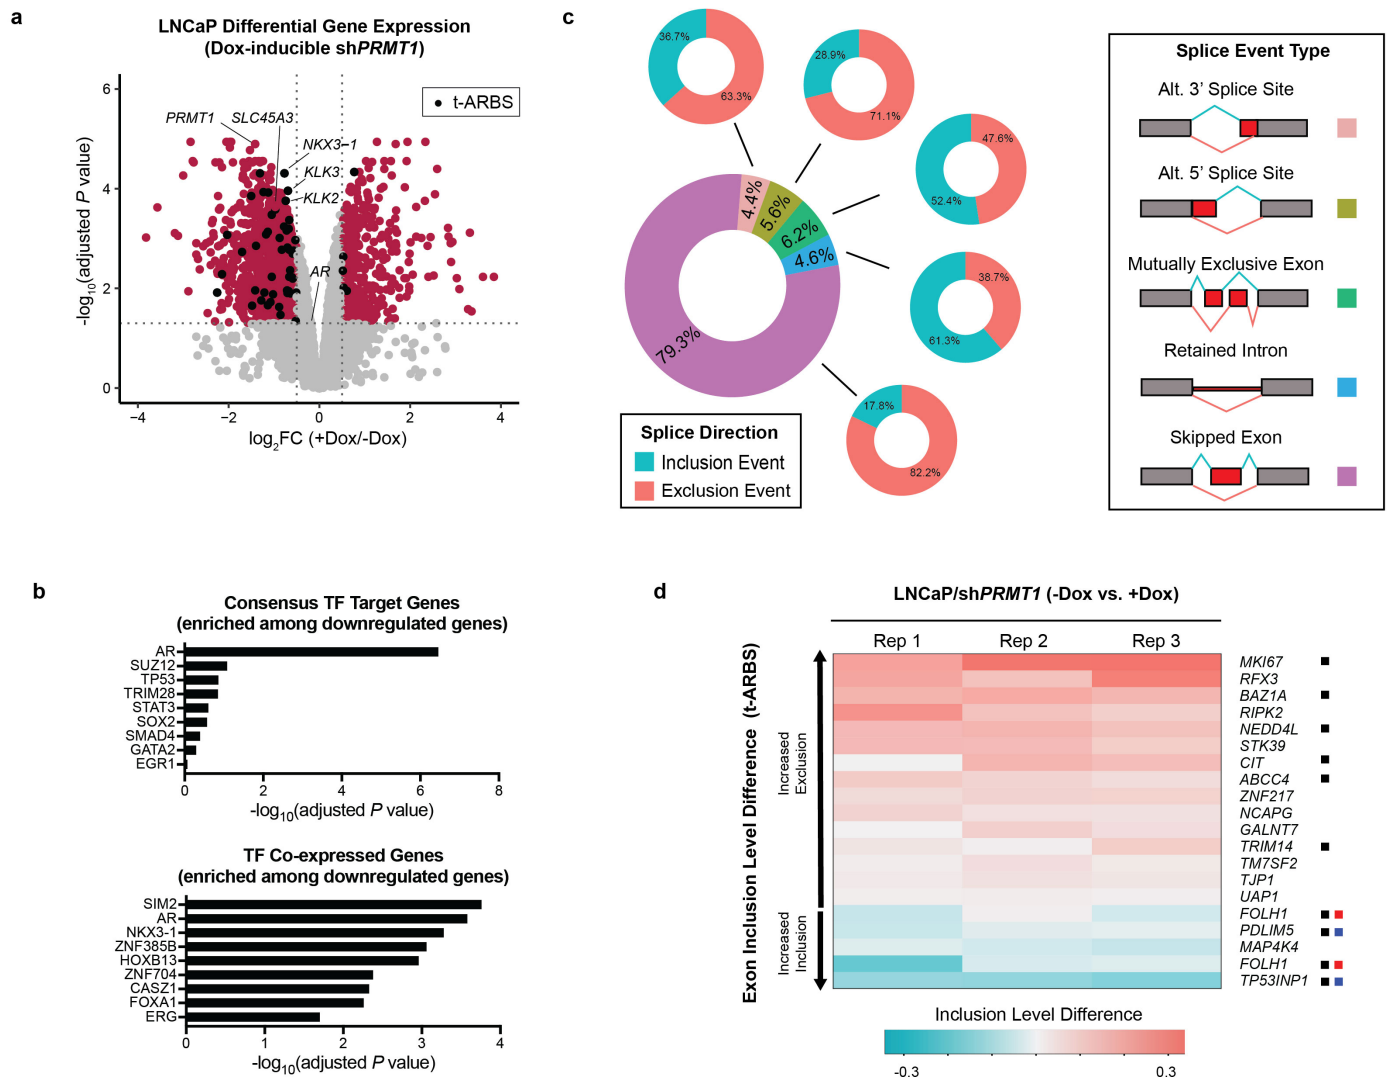 a
LNCaP Differential Gene Expression
(Dox-inducible shPRMT1)
t-ARBS
PRMT1
SLC45A3
NKX3-1
KLK3
KLK2
AR
6
4
2
0
-log10(adjusted P value)
−4
−2
0
2
4
log2FC (+Dox/-Dox)
c
36.7%
63.3%
28.9%
71.1%
47.6%
52.4%
38.7%
61.3%
17.8%
82.2%
4.4%
5.6%
6.2%
4.6%
79.3%
Splice Direction
Inclusion Event
Exclusion Event
Splice Event Type
Alt. 3’ Splice Site
Alt. 5’ Splice Site
Mutually Exclusive Exon
Retained Intron
Skipped Exon
b
Consensus TF Target Genes
(enriched among downregulated genes)
AR
SUZ12
TP53
TRIM28
STAT3
SOX2
SMAD4
GATA2
EGR1
0
2
4
6
8
-log10(adjusted P value)
TF Co-expressed Genes
(enriched among downregulated genes)
SIM2
AR
NKX3-1
ZNF385B
HOXB13
ZNF704
CASZ1
FOXA1
ERG
0
1
2
3
4
-log10(adjusted P value)
d
LNCaP/shPRMT1 (-Dox vs. +Dox)
Rep 1
Rep 2
Rep 3
Exon Inclusion Level Difference (t-ARBS)
Increased
Exclusion
Increased
Inclusion
MKI67
RFX3
BAZ1A
RIPK2
NEDD4L
STK39
CIT
ABCC4
ZNF217
NCAPG
GALNT7
TRIM14
TM7SF2
TJP1
UAP1
FOLH1
PDLIM5
MAP4K4
FOLH1
TP53INP1
Inclusion Level Difference
-0.3
0.3